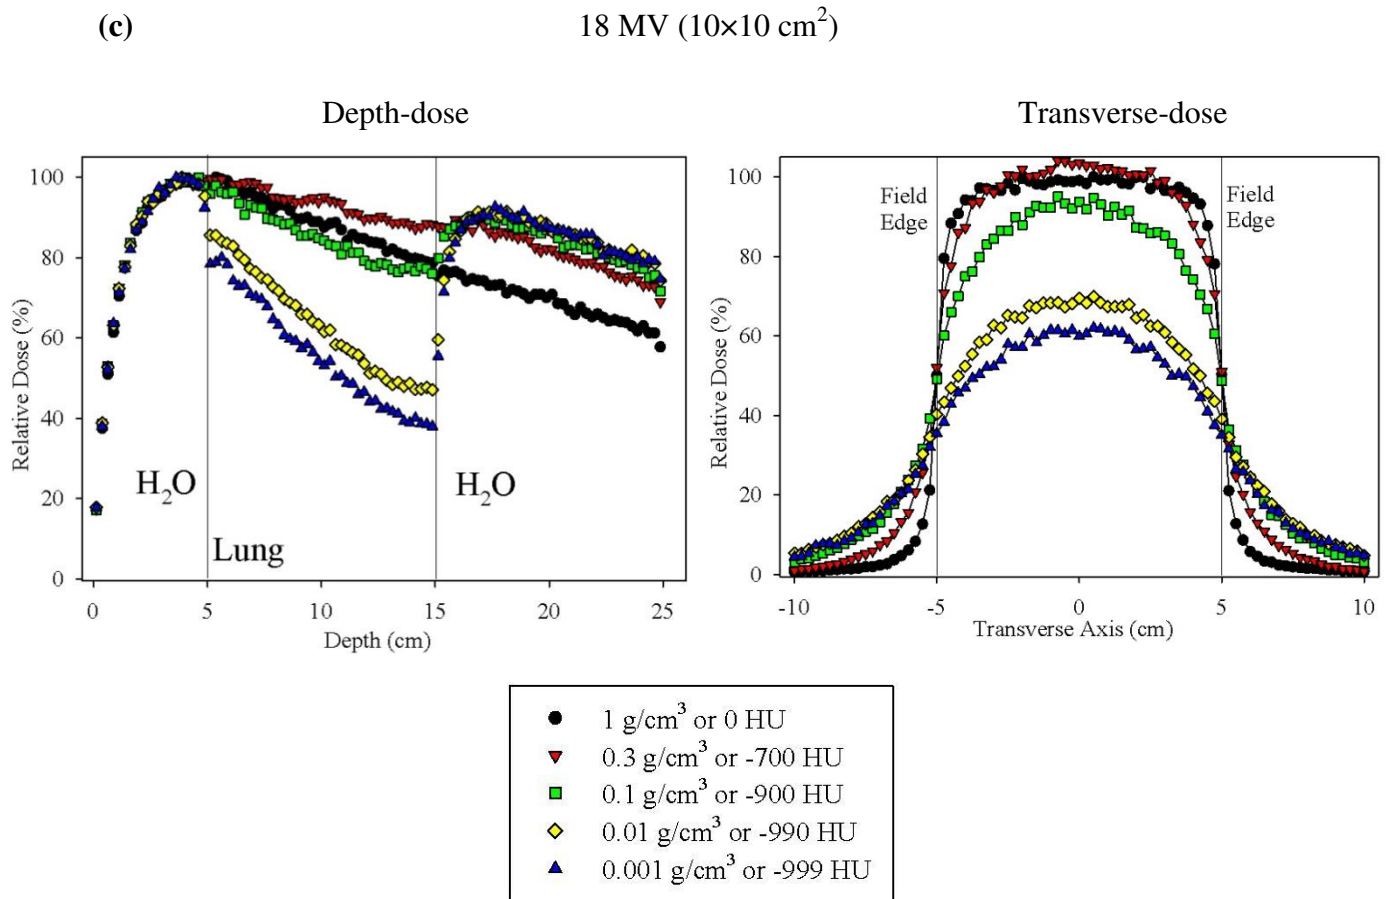 (c)
18 MV (10×10 cm²)
Depth-dose
Transverse-dose
100
80
60
40
20
0
Relative Dose (%)
H₂O
Lung
H₂O
0 5 10 15 20 25
Depth (cm)
100
80
60
40
20
0
Relative Dose (%)
Field
Edge
Field
Edge
-10 -5 0 5 10
Transverse Axis (cm)
1 g/cm³ or 0 HU
0.3 g/cm³ or -700 HU
0.1 g/cm³ or -900 HU
0.01 g/cm³ or -990 HU
0.001 g/cm³ or -999 HU